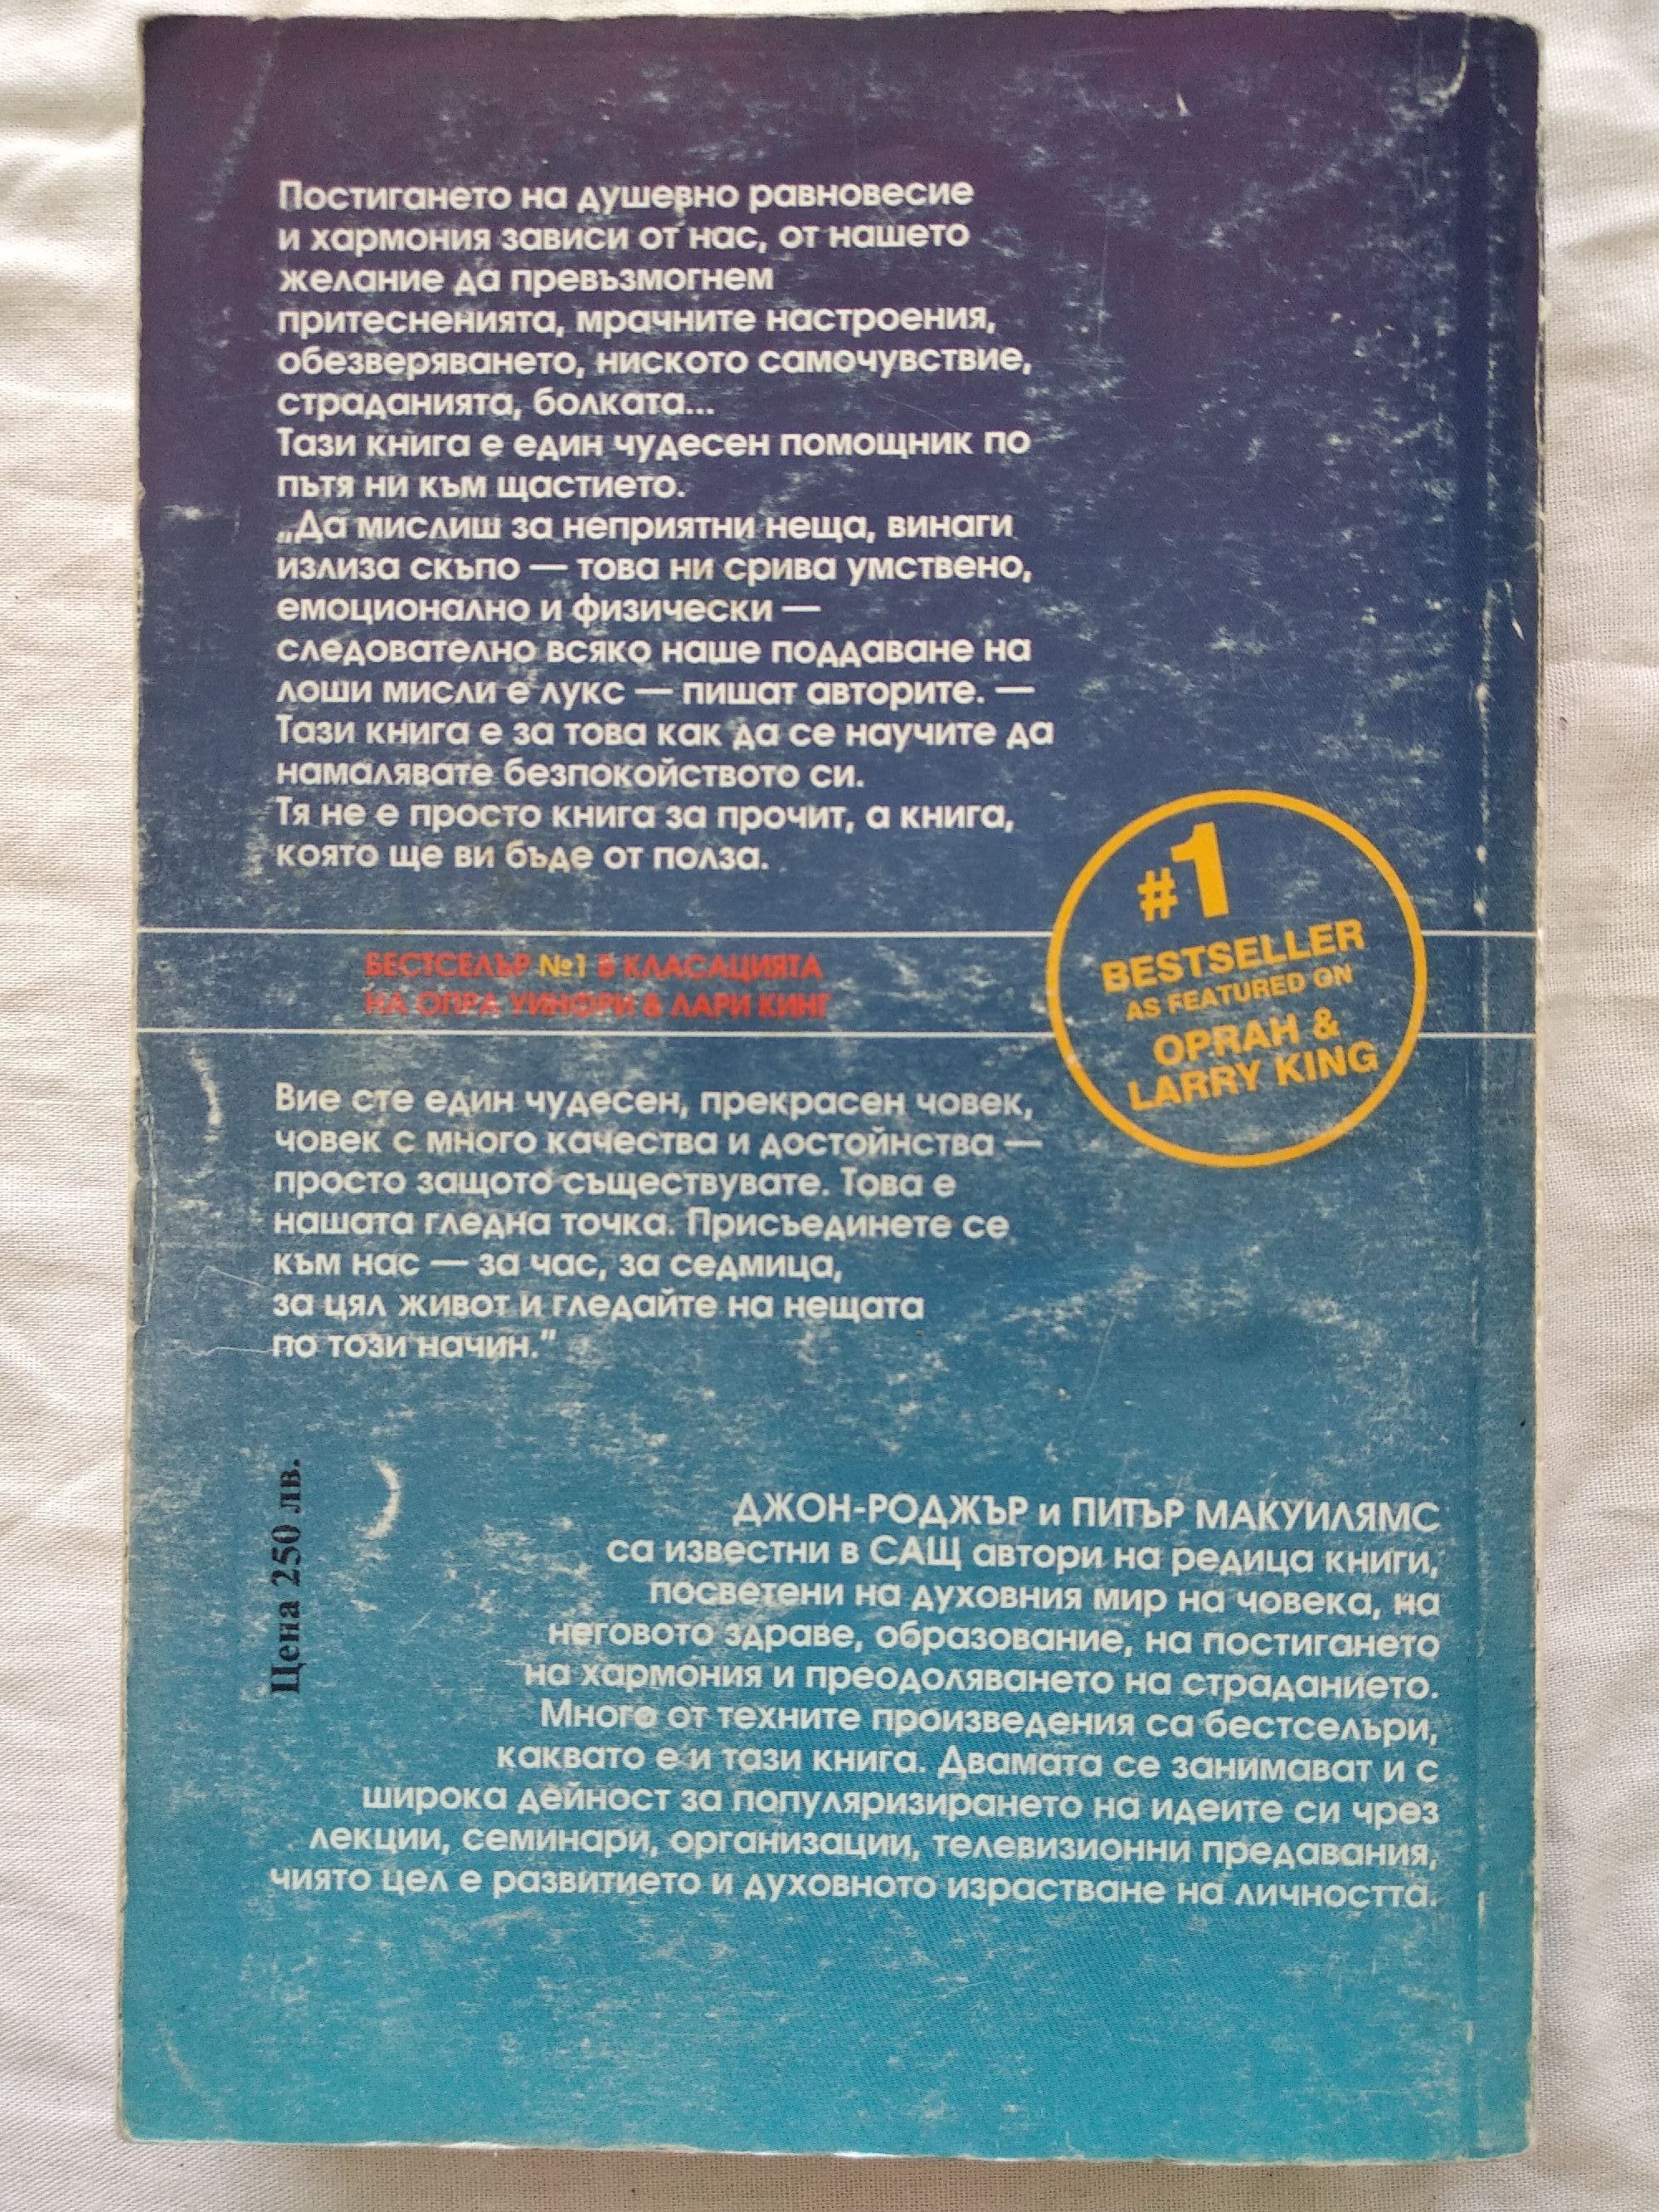 Постигането на душевно равновесие
и хармония зависи от нас, от нашето
желание да превъзмогнем
притесненията, мрачните настроения,
обезверяването, ниското самочувствие,
страданията, болката...
Тази книга е един чудесен помощник по
пътя ни към щастието.
„Да мислиш за неприятни неща, винаги
излиза скъпо — това ни срива умствено,
емоционално и физически —
следователно всяко наше поддаване на
лоши мисли е лукс — пишат авторите. —
Тази книга е за това как да се научите да
намалявате безпокойството си.
Тя не е просто книга за прочит, а книга,
която ще ви бъде от полза.
БЕСТСЕЛЪР №1 В КЛАСАЦИЯТА
НА ОПРА УИНФРИ & ЛАРИ КИНГ
#1
BESTSELLER
AS FEATURED ON
OPRAH &
LARRY KING
Вие сте един чудесен, прекрасен човек,
човек с много качества и достойнства —
просто защото съществувате. Това е
нашата гледна точка. Присъединете се
към нас — за час, за седмица,
за цял живот и гледайте на нещата
по този начин.”
Цена 250 лв.
ДЖОН-РОДЖЪР и ПИТЪР МАКУИЛЯМС
са известни в САЩ автори на редица книги,
посветени на духовния мир на човека, на
неговото здраве, образование, на постигането
на хармония и преодоляването на страданието.
Много от техните произведения са бестселъри,
каквато е и тази книга. Двамата се занимават и с
широка дейност за популяризирането на идеите си чрез
лекции, семинари, организации, телевизионни предавания,
чиято цел е развитието и духовното израстване на личността.